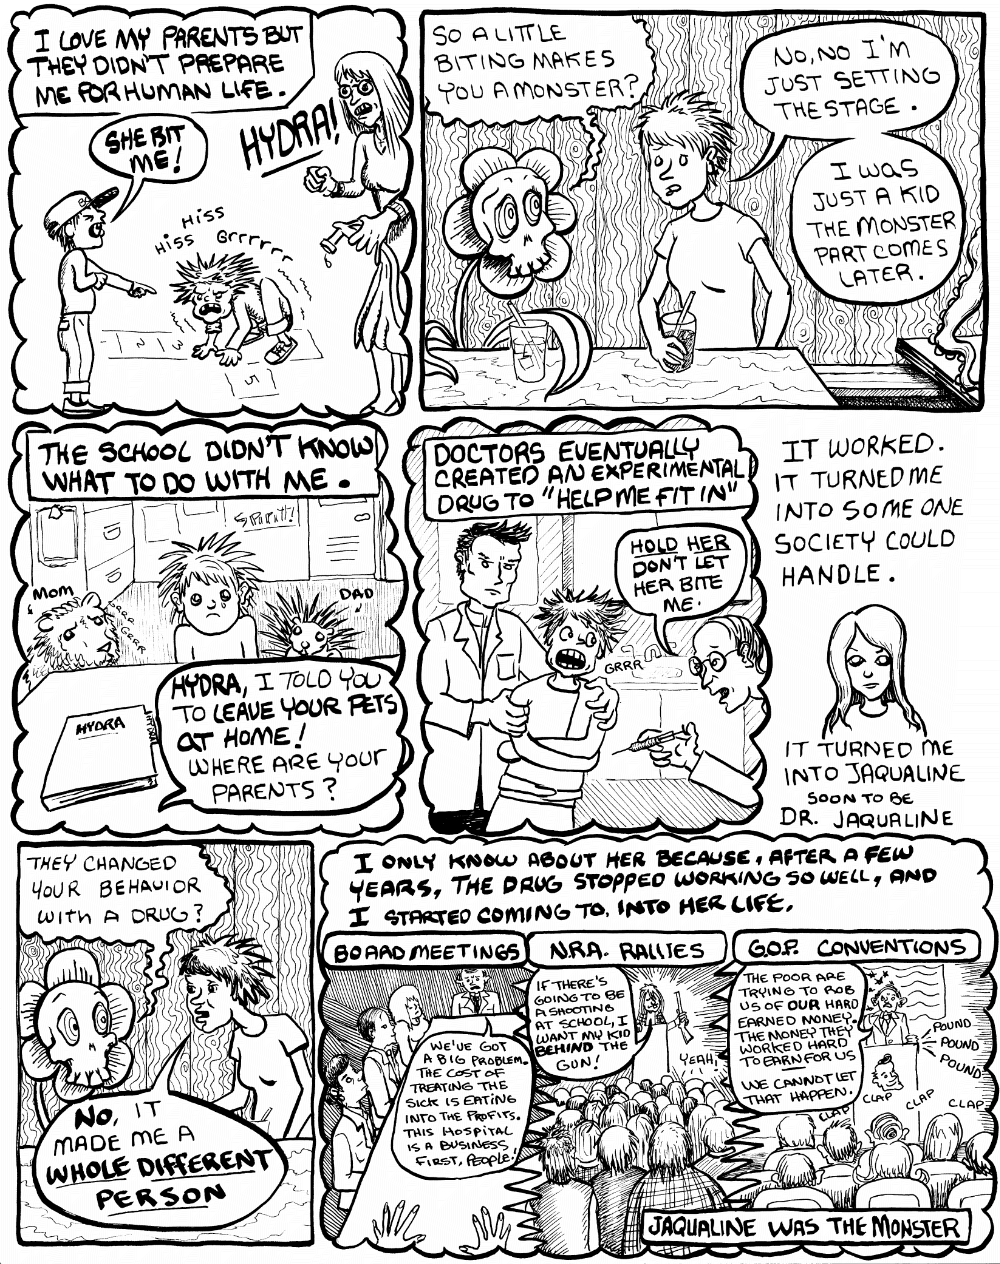 I LOVE MY PARENTS BUT
THEY DIDN'T PREPARE
ME FOR HUMAN LIFE.
SHE BIT
ME!
HYDRA!
HISS
HISS GRRRRR
1 2 3
5
SO A LITTLE
BITING MAKES
YOU A MONSTER?
NO, NO I'M
JUST SETTING
THE STAGE.
I WAS
JUST A KID
THE MONSTER
PART COMES
LATER.
THE SCHOOL DIDN'T KNOW
WHAT TO DO WITH ME.
Spirit!
MOM
GRRR
GRRR
DAD
HYDRA
HYDRA, I TOLD YOU
TO LEAVE YOUR PETS
AT HOME!
WHERE ARE YOUR
PARENTS?
DOCTORS EVENTUALLY
CREATED AN EXPERIMENTAL
DRUG TO "HELP ME FIT IN"
HOLD HER
DON'T LET
HER BITE
ME.
GRRR
IT WORKED.
IT TURNED ME
INTO SOME ONE
SOCIETY COULD
HANDLE.
IT TURNED ME
INTO JAQUALINE
SOON TO BE
DR. JAQUALINE
THEY CHANGED
YOUR BEHAVIOR
WITH A DRUG?
NO, IT
MADE ME A
WHOLE DIFFERENT
PERSON
I ONLY KNOW ABOUT HER BECAUSE, AFTER A FEW
YEARS, THE DRUG STOPPED WORKING SO WELL, AND
I STARTED COMING TO, INTO HER LIFE.
BOARD MEETINGS
WE'VE GOT
A BIG PROBLEM.
THE COST OF
TREATING THE
SICK IS EATING
INTO THE PROFITS.
THIS HOSPITAL
IS A BUSINESS
FIRST, PEOPLE!
N.R.A. RALLIES
IF THERE'S
GOING TO BE
A SHOOTING
AT SCHOOL, I
WANT MY KID
BEHIND THE
GUN!
YEAH!
G.O.P. CONVENTIONS
THE POOR ARE
TRYING TO ROB
US OF OUR HARD
EARNED MONEY.
THE MONEY THEY
WORKED HARD
TO EARN FOR US
WE CANNOT LET
THAT HAPPEN.
POUND
POUND
POUND
CLAP
CLAP
CLAP
CLAP
JAQUALINE WAS THE MONSTER